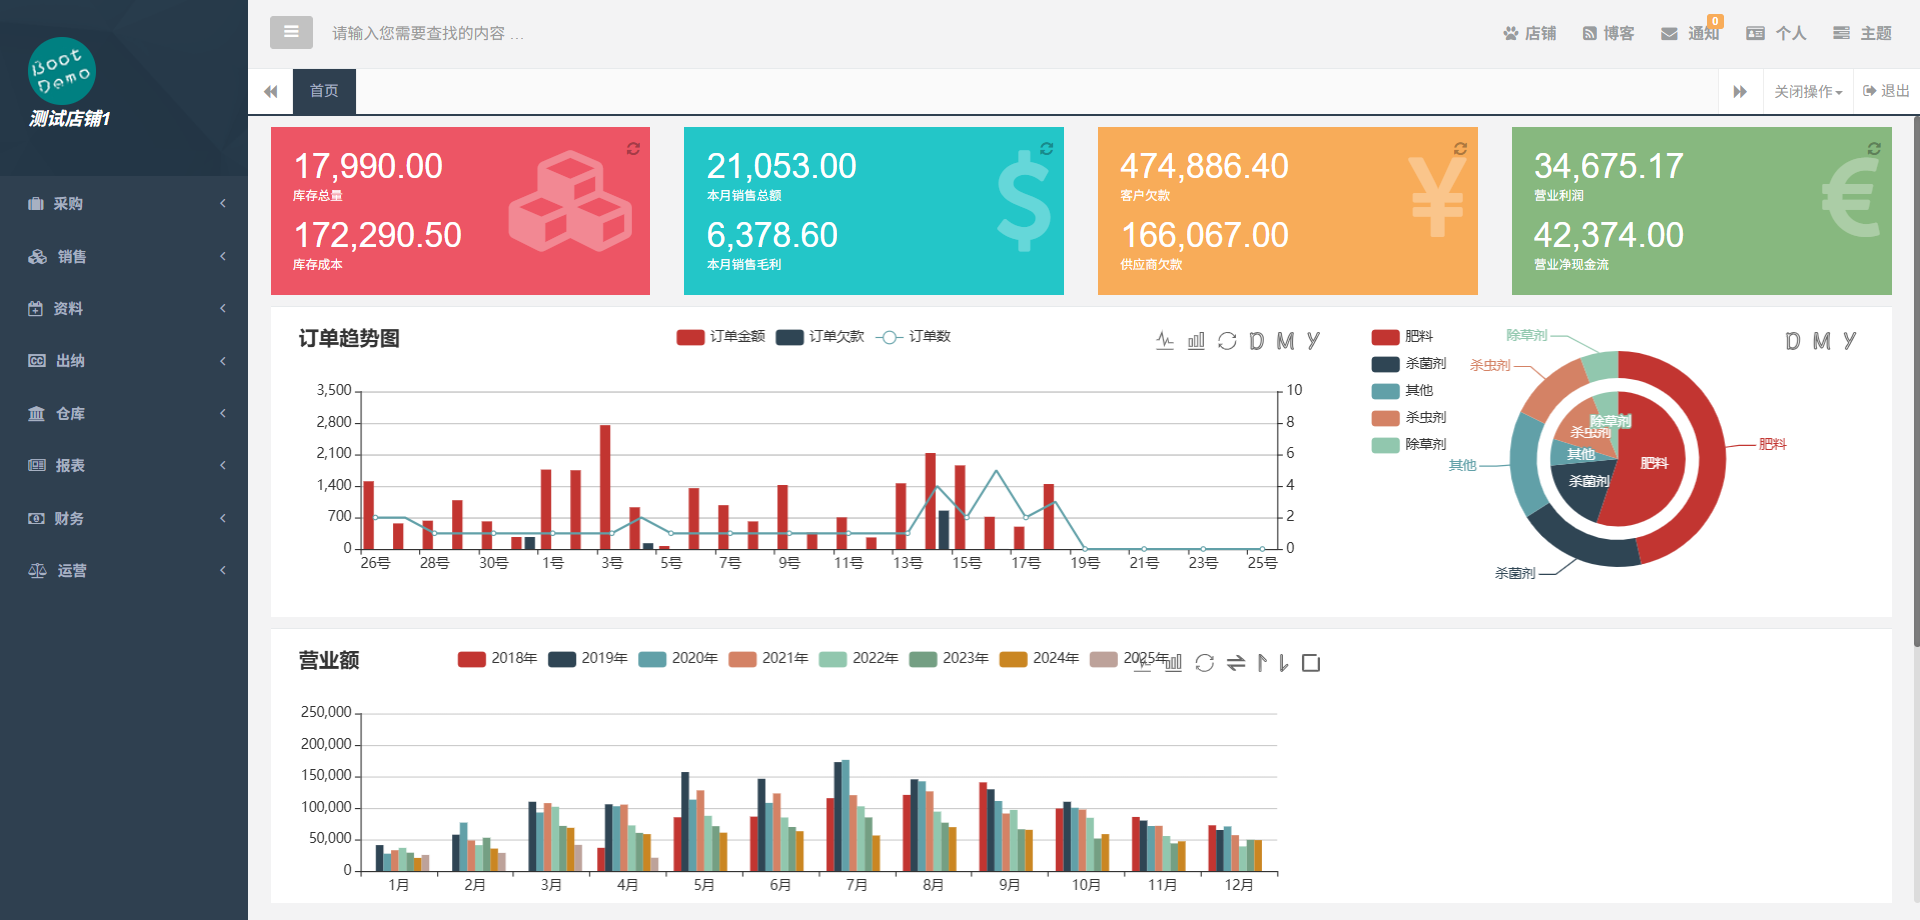 Boot
Demo
测试店铺1
采购
销售
资料
出纳
仓库
报表
财务
运营
请输入您需要查找的内容 …
店铺 博客 通知 0 个人 主题
首页
关闭操作 退出
17,990.00
库存总量
172,290.50
库存成本
21,053.00
本月销售总额
6,378.60
本月销售毛利
474,886.40
客户欠款
166,067.00
供应商欠款
34,675.17
营业利润
42,374.00
营业净现金流
订单趋势图
订单金额 订单欠款 订单数
D M Y
3,500
2,800
2,100
1,400
700
0
10
8
6
4
2
0
26号 28号 30号 1号 3号 5号 7号 9号 11号 13号 15号 17号 19号 21号 23号 25号
肥料
杀菌剂
其他
杀虫剂
除草剂
D M Y
除草剂
杀虫剂
其他
杀菌剂
肥料
除草剂
杀虫剂
其他
杀菌剂
肥料
营业额
2018年 2019年 2020年 2021年 2022年 2023年 2024年 2025年
250,000
200,000
150,000
100,000
50,000
0
1月 2月 3月 4月 5月 6月 7月 8月 9月 10月 11月 12月